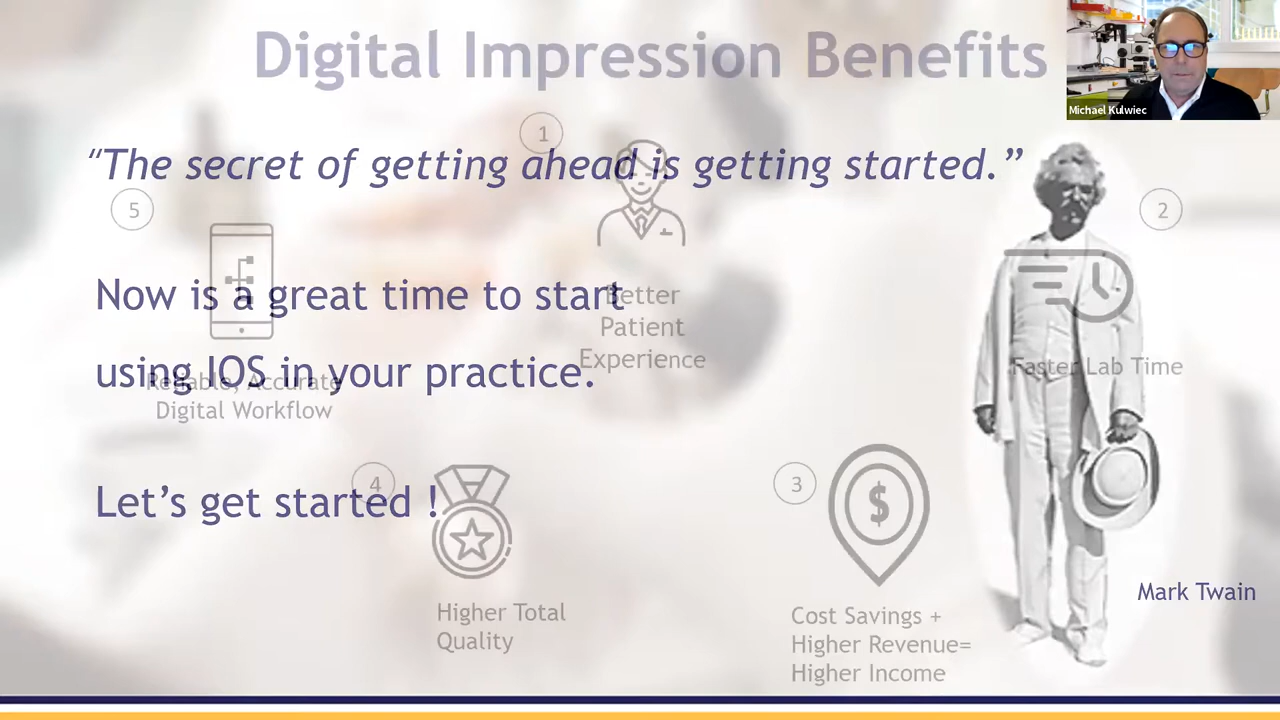 Digital Impression Benefits
Michael Kulwiec
1
“The secret of getting ahead is getting started.”
5
2
Now is a great time to start
Better
Patient
Experience
Faster Lab Time
using IOS in your practice.
Reliable, Accurate
Digital Workflow
4
3
$
Let’s get started !
Mark Twain
Higher Total
Quality
Cost Savings +
Higher Revenue=
Higher Income